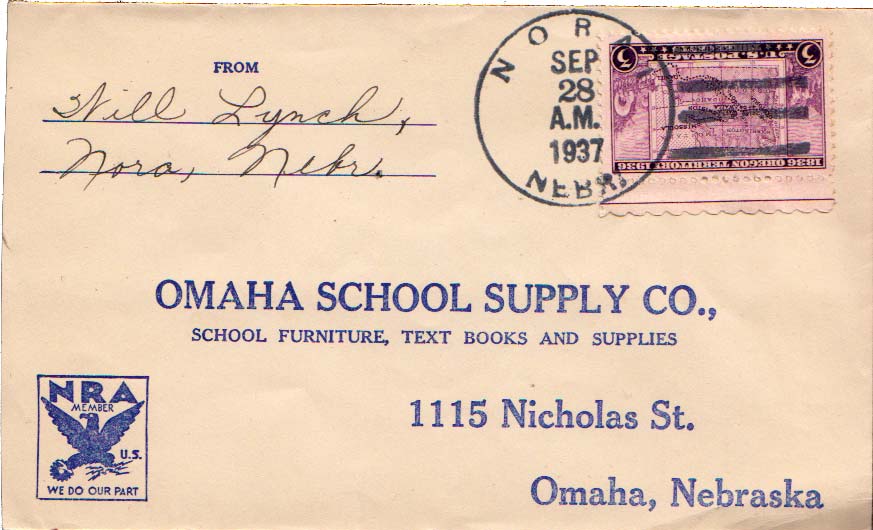 FROM
Will Lynch,
Nora, Nebr.
NORA
SEP
28
A.M.
1937
NEBR.
3 U.S. POSTAGE 3
1836 OREGON TERRITORY 1936
OMAHA SCHOOL SUPPLY CO.,
SCHOOL FURNITURE, TEXT BOOKS AND SUPPLIES
1115 Nicholas St.
Omaha, Nebraska
NRA
MEMBER
U.S.
WE DO OUR PART